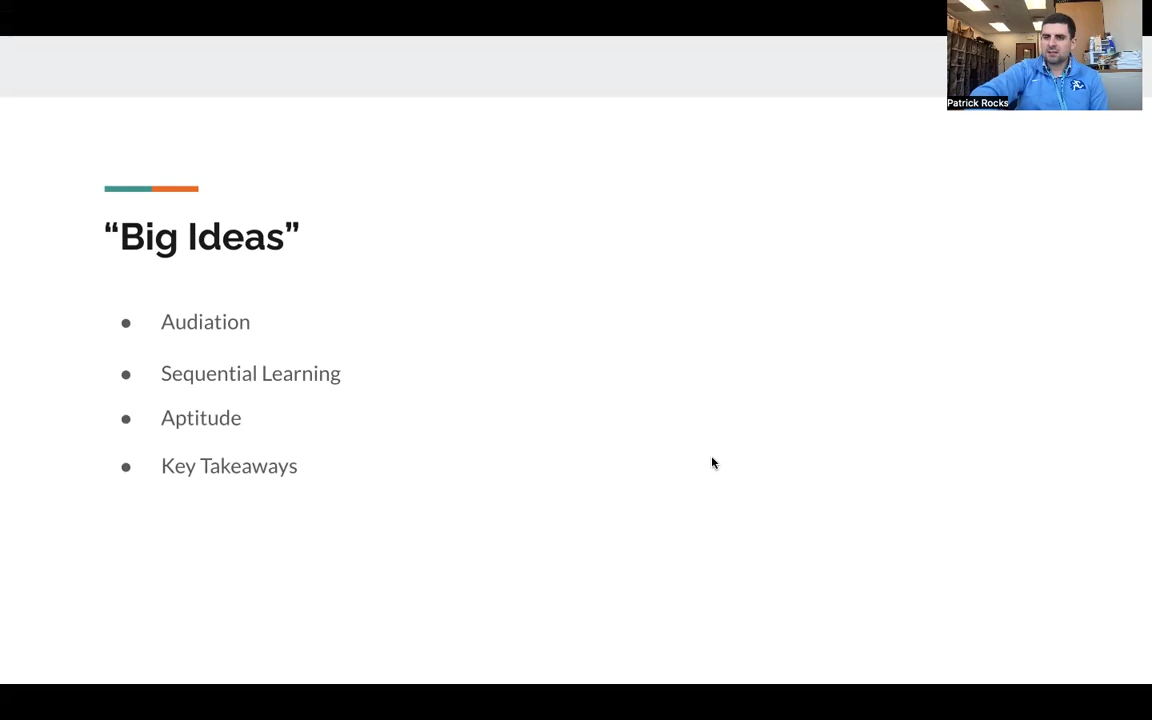 Patrick Rocks
“Big Ideas”
● Audiation
● Sequential Learning
● Aptitude
● Key Takeaways